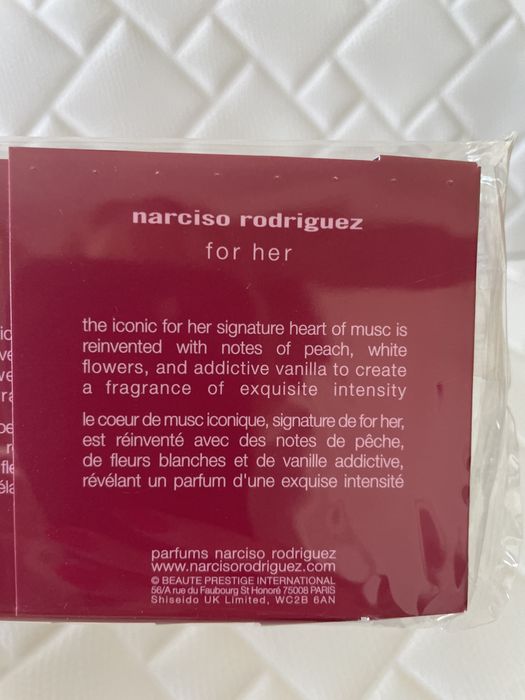 narciso rodriguez
for her
the iconic for her signature heart of musc is
reinvented with notes of peach, white
flowers, and addictive vanilla to create
a fragrance of exquisite intensity
le coeur de musc iconique, signature de for her,
est réinventé avec des notes de pêche,
de fleurs blanches et de vanille addictive,
révélant un parfum d'une exquise intensité
parfums narciso rodriguez
www.narcisorodriguez.com
© BEAUTE PRESTIGE INTERNATIONAL
56/A rue du Faubourg St Honoré 75008 PARIS
Shiseido UK Limited, WC2B 6AN